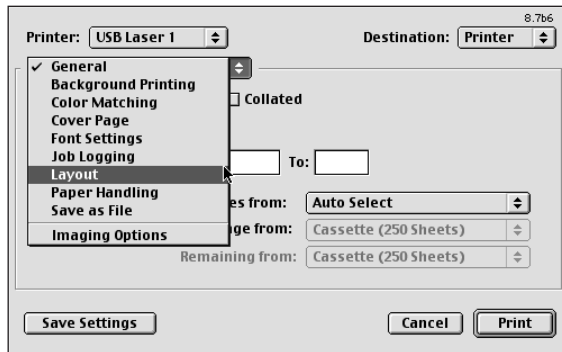 8.7b6
Printer: USB Laser 1 Destination: Printer
✓ General
Background Printing
Color Matching
Collated
Cover Page
Font Settings
Job Logging
To:
Layout
Paper Handling
es from: Auto Select
Save as File
Imaging Options
ge from: Cassette (250 Sheets)
Remaining from: Cassette (250 Sheets)
Save Settings Cancel Print